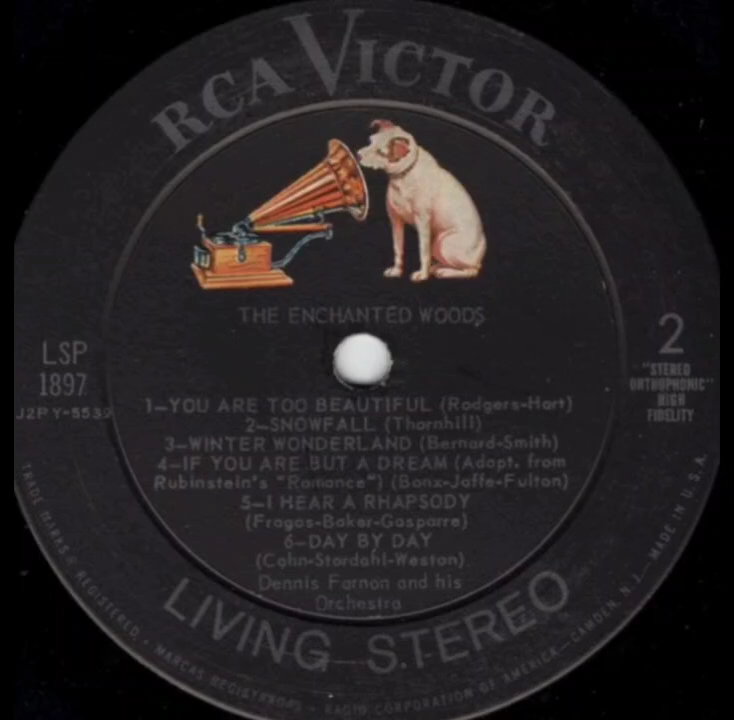 RCA VICTOR
THE ENCHANTED WOODS
LSP
1897
J2PY-5539
2
"STEREO
ORTHOPHONIC"
HIGH
FIDELITY
1—YOU ARE TOO BEAUTIFUL (Rodgers-Hart)
2—SNOWFALL (Thornhill)
3—WINTER WONDERLAND (Bernard-Smith)
4—IF YOU ARE BUT A DREAM (Adapt. from
Rubinstein's "Romance") (Bonx-Jaffe-Fulton)
5—I HEAR A RHAPSODY
(Fragos-Baker-Gasparre)
6—DAY BY DAY
(Cahn-Stordahl-Weston)
Dennis Farnon and his
Orchestra
LIVING STEREO
TRADE MARKS ® REGISTERED • MARCAS REGISTRADAS • RADIO CORPORATION OF AMERICA—CAMDEN, N.J.—MADE IN U.S.A.